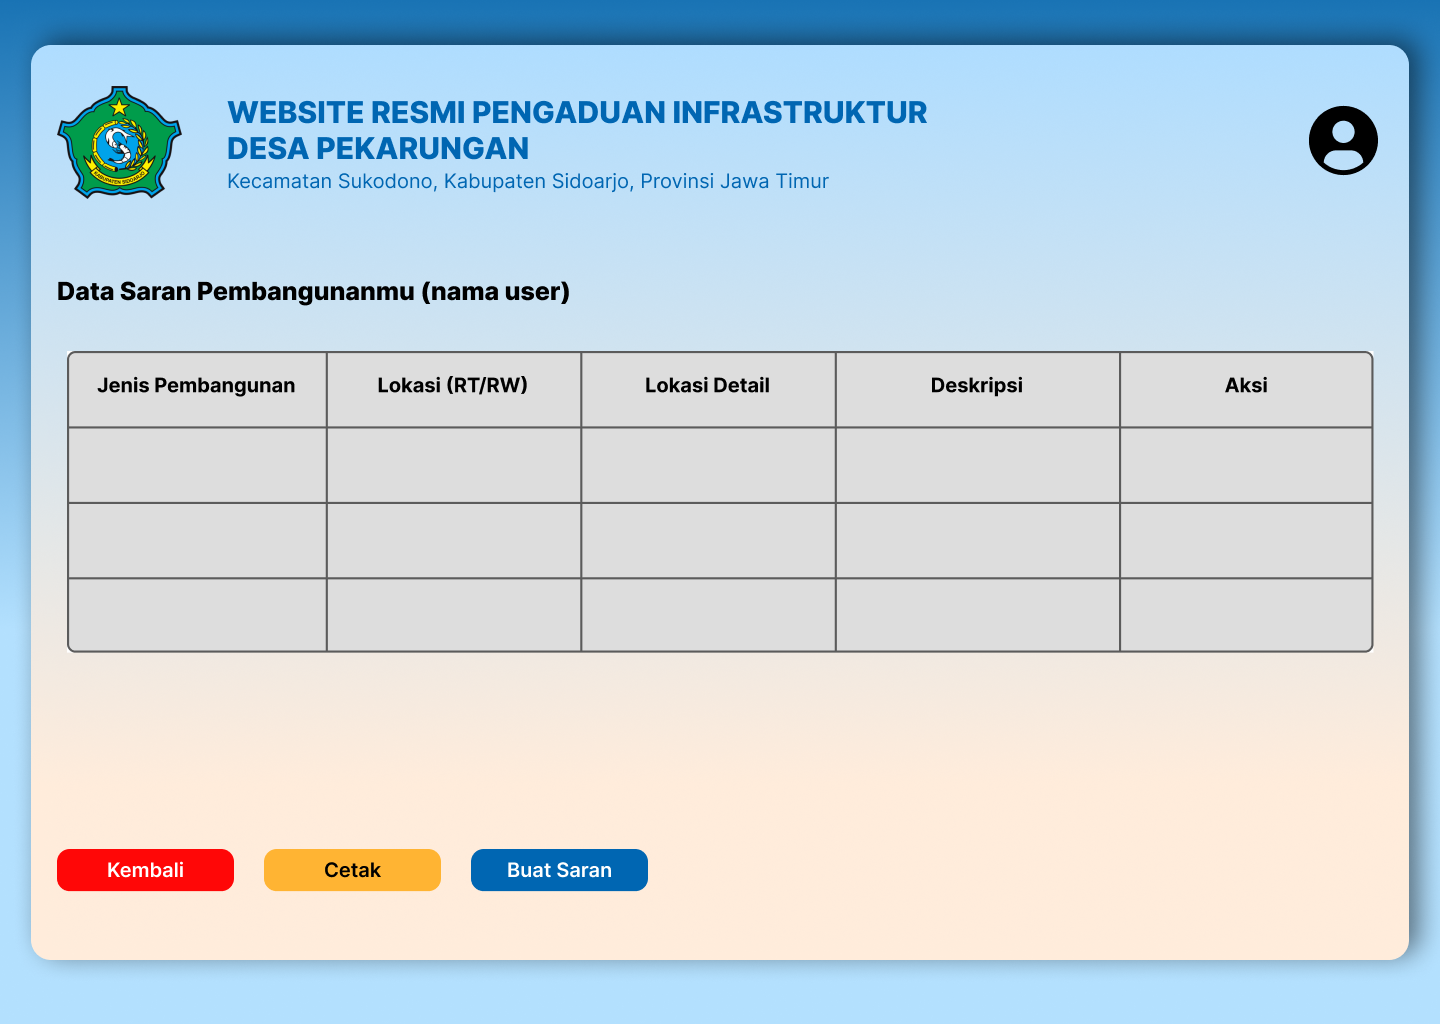 WEBSITE RESMI PENGADUAN INFRASTRUKTUR
DESA PEKARUNGAN
Kecamatan Sukodono, Kabupaten Sidoarjo, Provinsi Jawa Timur
KABUPATEN SIDOARJO
Data Saran Pembangunanmu (nama user)
Jenis Pembangunan Lokasi (RT/RW) Lokasi Detail Deskripsi Aksi
Kembali Cetak Buat Saran